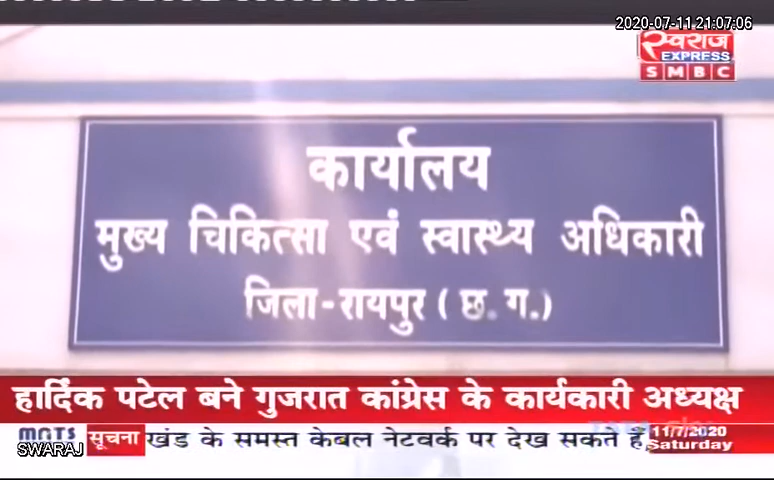 2020-07-11 21:07:06
स्वराज
EXPRESS
SMBC
कार्यालय
मुख्य चिकित्सा एवं स्वास्थ्य अधिकारी
जिला-रायपुर ( छ. ग.)
हार्दिक पटेल बने गुजरात कांग्रेस के कार्यकारी अध्यक्ष
सूचना खंड के समस्त केबल नेटवर्क पर देख सकते हैं, 11/7/2020
SWARAJ Saturday